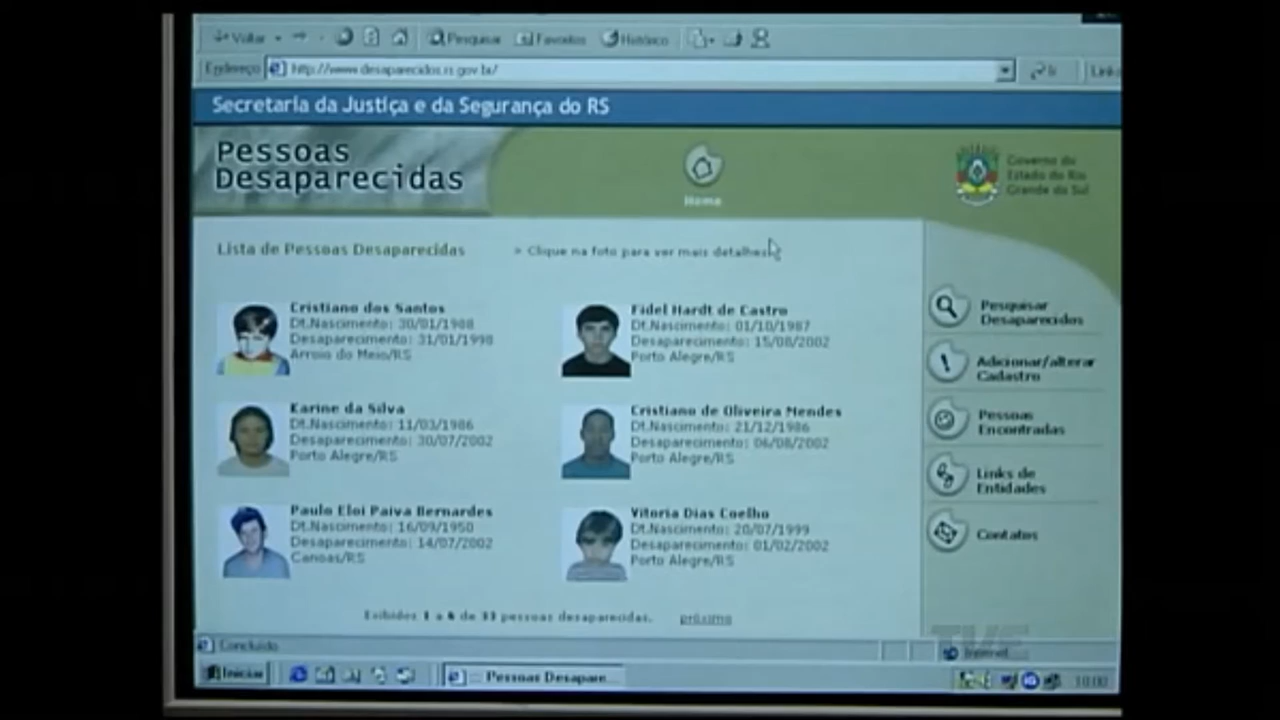 Voltar
Pesquisar
Favoritos
Histórico
Endereço
http://www.desaparecidos.rs.gov.br/
Ir
Links
Secretaria da Justiça e da Segurança do RS
Pessoas
Desaparecidas
Home
Governo do
Estado do Rio
Grande do Sul
Lista de Pessoas Desaparecidas
» Clique na foto para ver mais detalhes
Cristiano dos Santos
Dt.Nascimento: 30/01/1988
Desaparecimento: 31/01/1998
Arroio do Meio/RS
Fidel Hardt de Castro
Dt.Nascimento: 01/10/1987
Desaparecimento: 15/08/2002
Porto Alegre/RS
Karine da Silva
Dt.Nascimento: 11/03/1986
Desaparecimento: 30/07/2002
Porto Alegre/RS
Cristiano de Oliveira Mendes
Dt.Nascimento: 21/12/1986
Desaparecimento: 06/08/2002
Porto Alegre/RS
Paulo Eloi Paiva Bernardes
Dt.Nascimento: 16/09/1950
Desaparecimento: 14/07/2002
Canoas/RS
Vitoria Dias Coelho
Dt.Nascimento: 20/07/1999
Desaparecimento: 01/02/2002
Porto Alegre/RS
Pesquisar
Desaparecidos
Adicionar/alterar
Cadastro
Pessoas
Encontradas
Links de
Entidades
Contatos
Exibidos 1 a 6 de 33 pessoas desaparecidas.
próximo
TVE
Concluído
Internet
Iniciar
Pessoas Desapare...
10:00